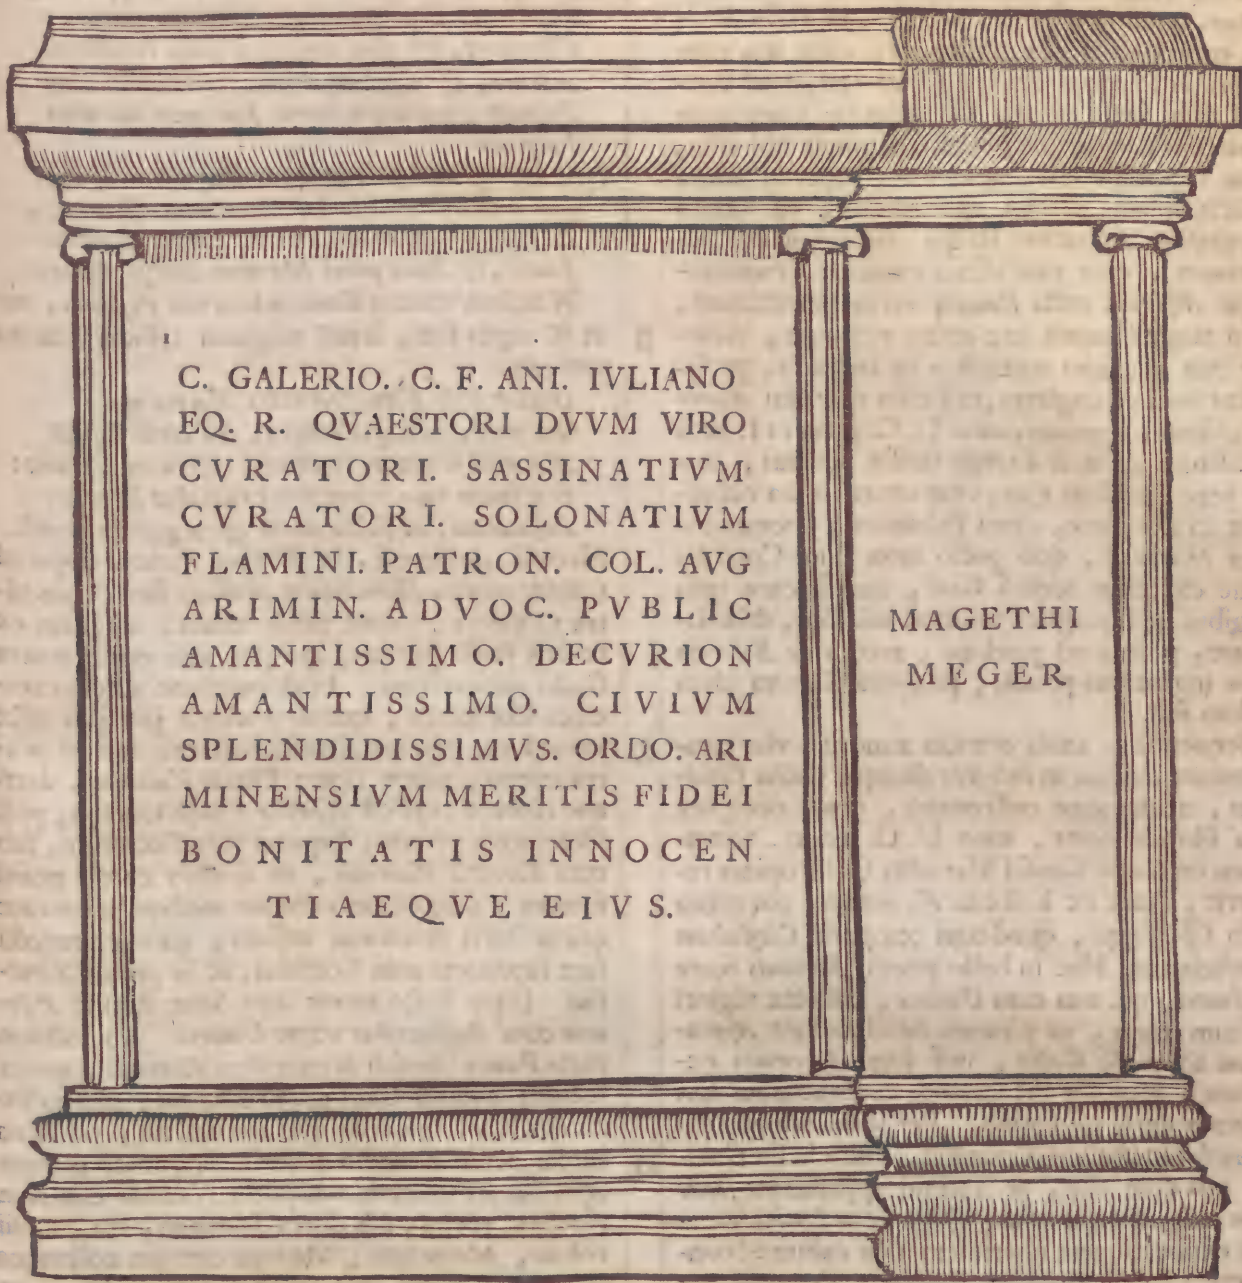 C. GALERIO. C. F. ANI. IVLIANO
EQ. R. QVAESTORI DVVM VIRO
CVRATORI. SASSINATIVM
CVRATORI. SOLONATIVM
FLAMINI. PATRON. COL. AVG
ARIMIN. ADVOC. PVBLIC
AMANTISSIMO. DECVRION
AMANTISSIMO. CIVIVM
SPLENDIDISSIMVS. ORDO. ARI
MINENSIVM MERITIS FIDEI
BONITATIS INNOCEN
TIAEQVE EIVS.
MAGETHI
MEGER